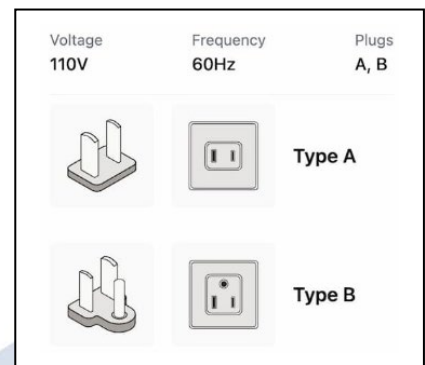 Voltage Frequency Plugs
110V 60Hz A, B
Type A
Type B